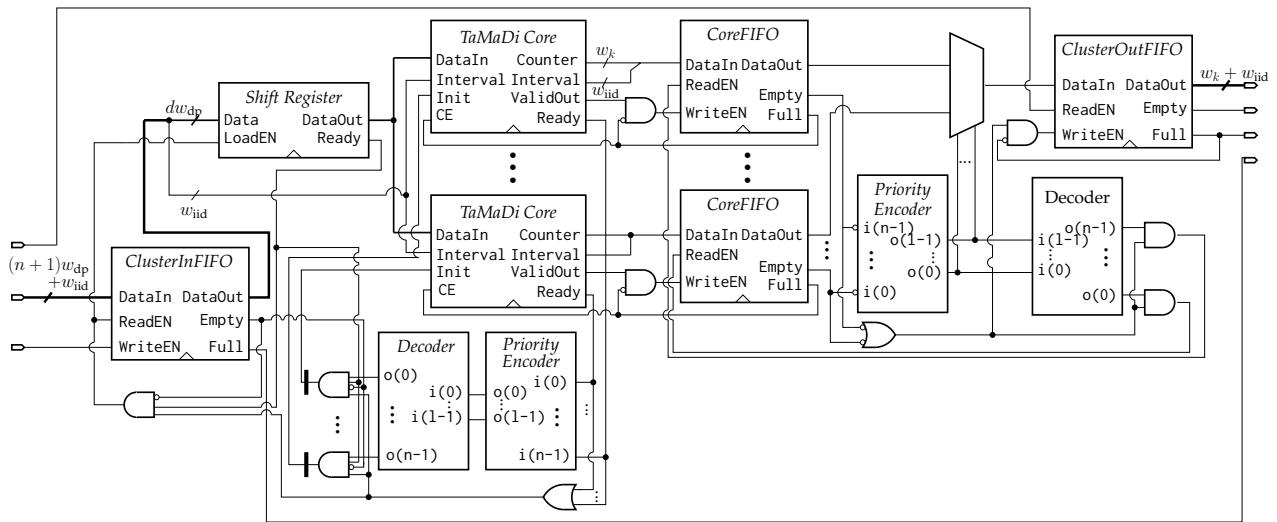 TaMaDi Core
DataIn Counter
Interval Interval
Init ValidOut
CE Ready
w_k
w_iid
CoreFIFO
DataIn DataOut
ReadEN Empty
WriteEN Full
ClusterOutFIFO
DataIn DataOut
ReadEN Empty
WriteEN Full
w_k + w_iid
Shift Register
Data DataOut
LoadEN Ready
dw_dp
w_iid
TaMaDi Core
DataIn Counter
Interval Interval
Init ValidOut
CE Ready
CoreFIFO
DataIn DataOut
ReadEN Empty
WriteEN Full
Priority
Encoder
i(n-1)
o(l-1)
o(0)
i(0)
Decoder
o(n-1)
i(l-1)
i(0)
o(0)
(n + 1)w_dp
+w_iid
ClusterInFIFO
DataIn DataOut
ReadEN Empty
WriteEN Full
Decoder
o(0)
i(0)
i(l-1)
o(n-1)
Priority
Encoder
i(0)
o(0)
o(l-1)
i(n-1)